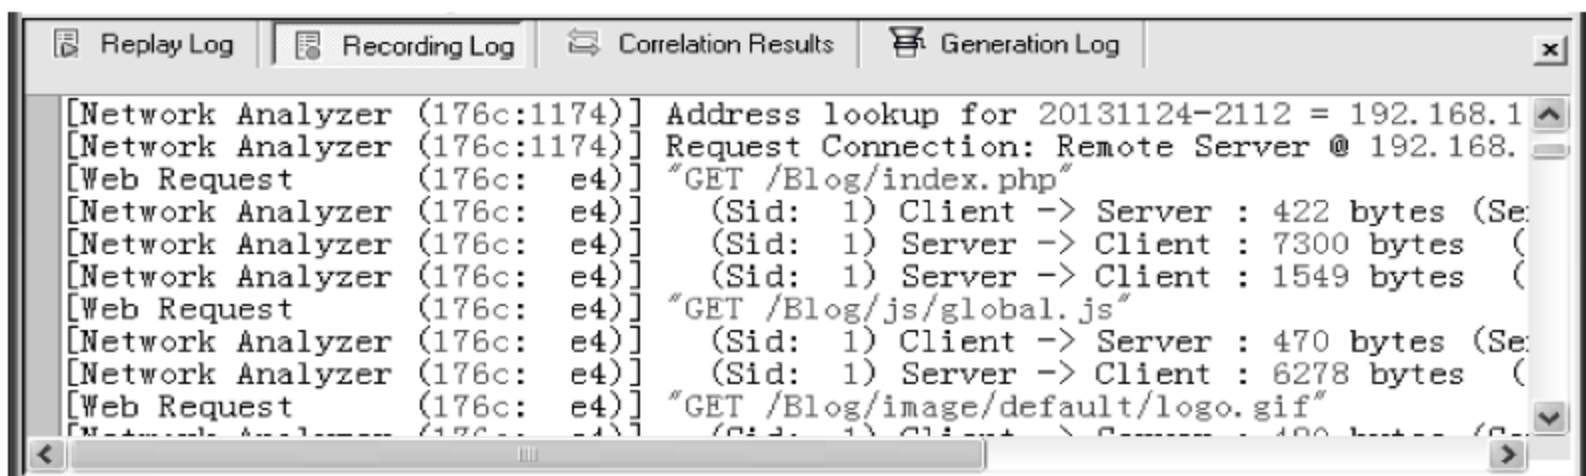 Replay Log Recording Log Correlation Results Generation Log
[Network Analyzer (176c:1174)] Address lookup for 20131124-2112 = 192.168.1
[Network Analyzer (176c:1174)] Request Connection: Remote Server @ 192.168.
[Web Request (176c: e4)] "GET /Blog/index.php"
[Network Analyzer (176c: e4)] (Sid: 1) Client -> Server : 422 bytes (Se
[Network Analyzer (176c: e4)] (Sid: 1) Server -> Client : 7300 bytes (
[Network Analyzer (176c: e4)] (Sid: 1) Server -> Client : 1549 bytes (
[Web Request (176c: e4)] "GET /Blog/js/global.js"
[Network Analyzer (176c: e4)] (Sid: 1) Client -> Server : 470 bytes (Se
[Network Analyzer (176c: e4)] (Sid: 1) Server -> Client : 6278 bytes (
[Web Request (176c: e4)] "GET /Blog/image/default/logo.gif"